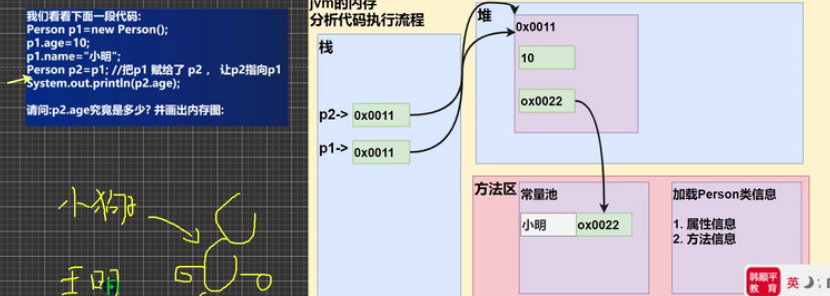 我们看看下面一段代码:
Person p1=new Person();
p1.age=10;
p1.name="小明";
Person p2=p1; //把p1 赋给了 p2 ， 让p2指向p1
System.out.println(p2.age);
请问:p2.age究竟是多少? 并画出内存图:
小狗
王明
jvm的内存
分析代码执行流程
栈
p2->
0x0011
p1->
0x0011
堆
0x0011
10
ox0022
方法区
常量池
小明
ox0022
加载Person类信息
1. 属性信息
2. 方法信息
韩顺平
教育
英